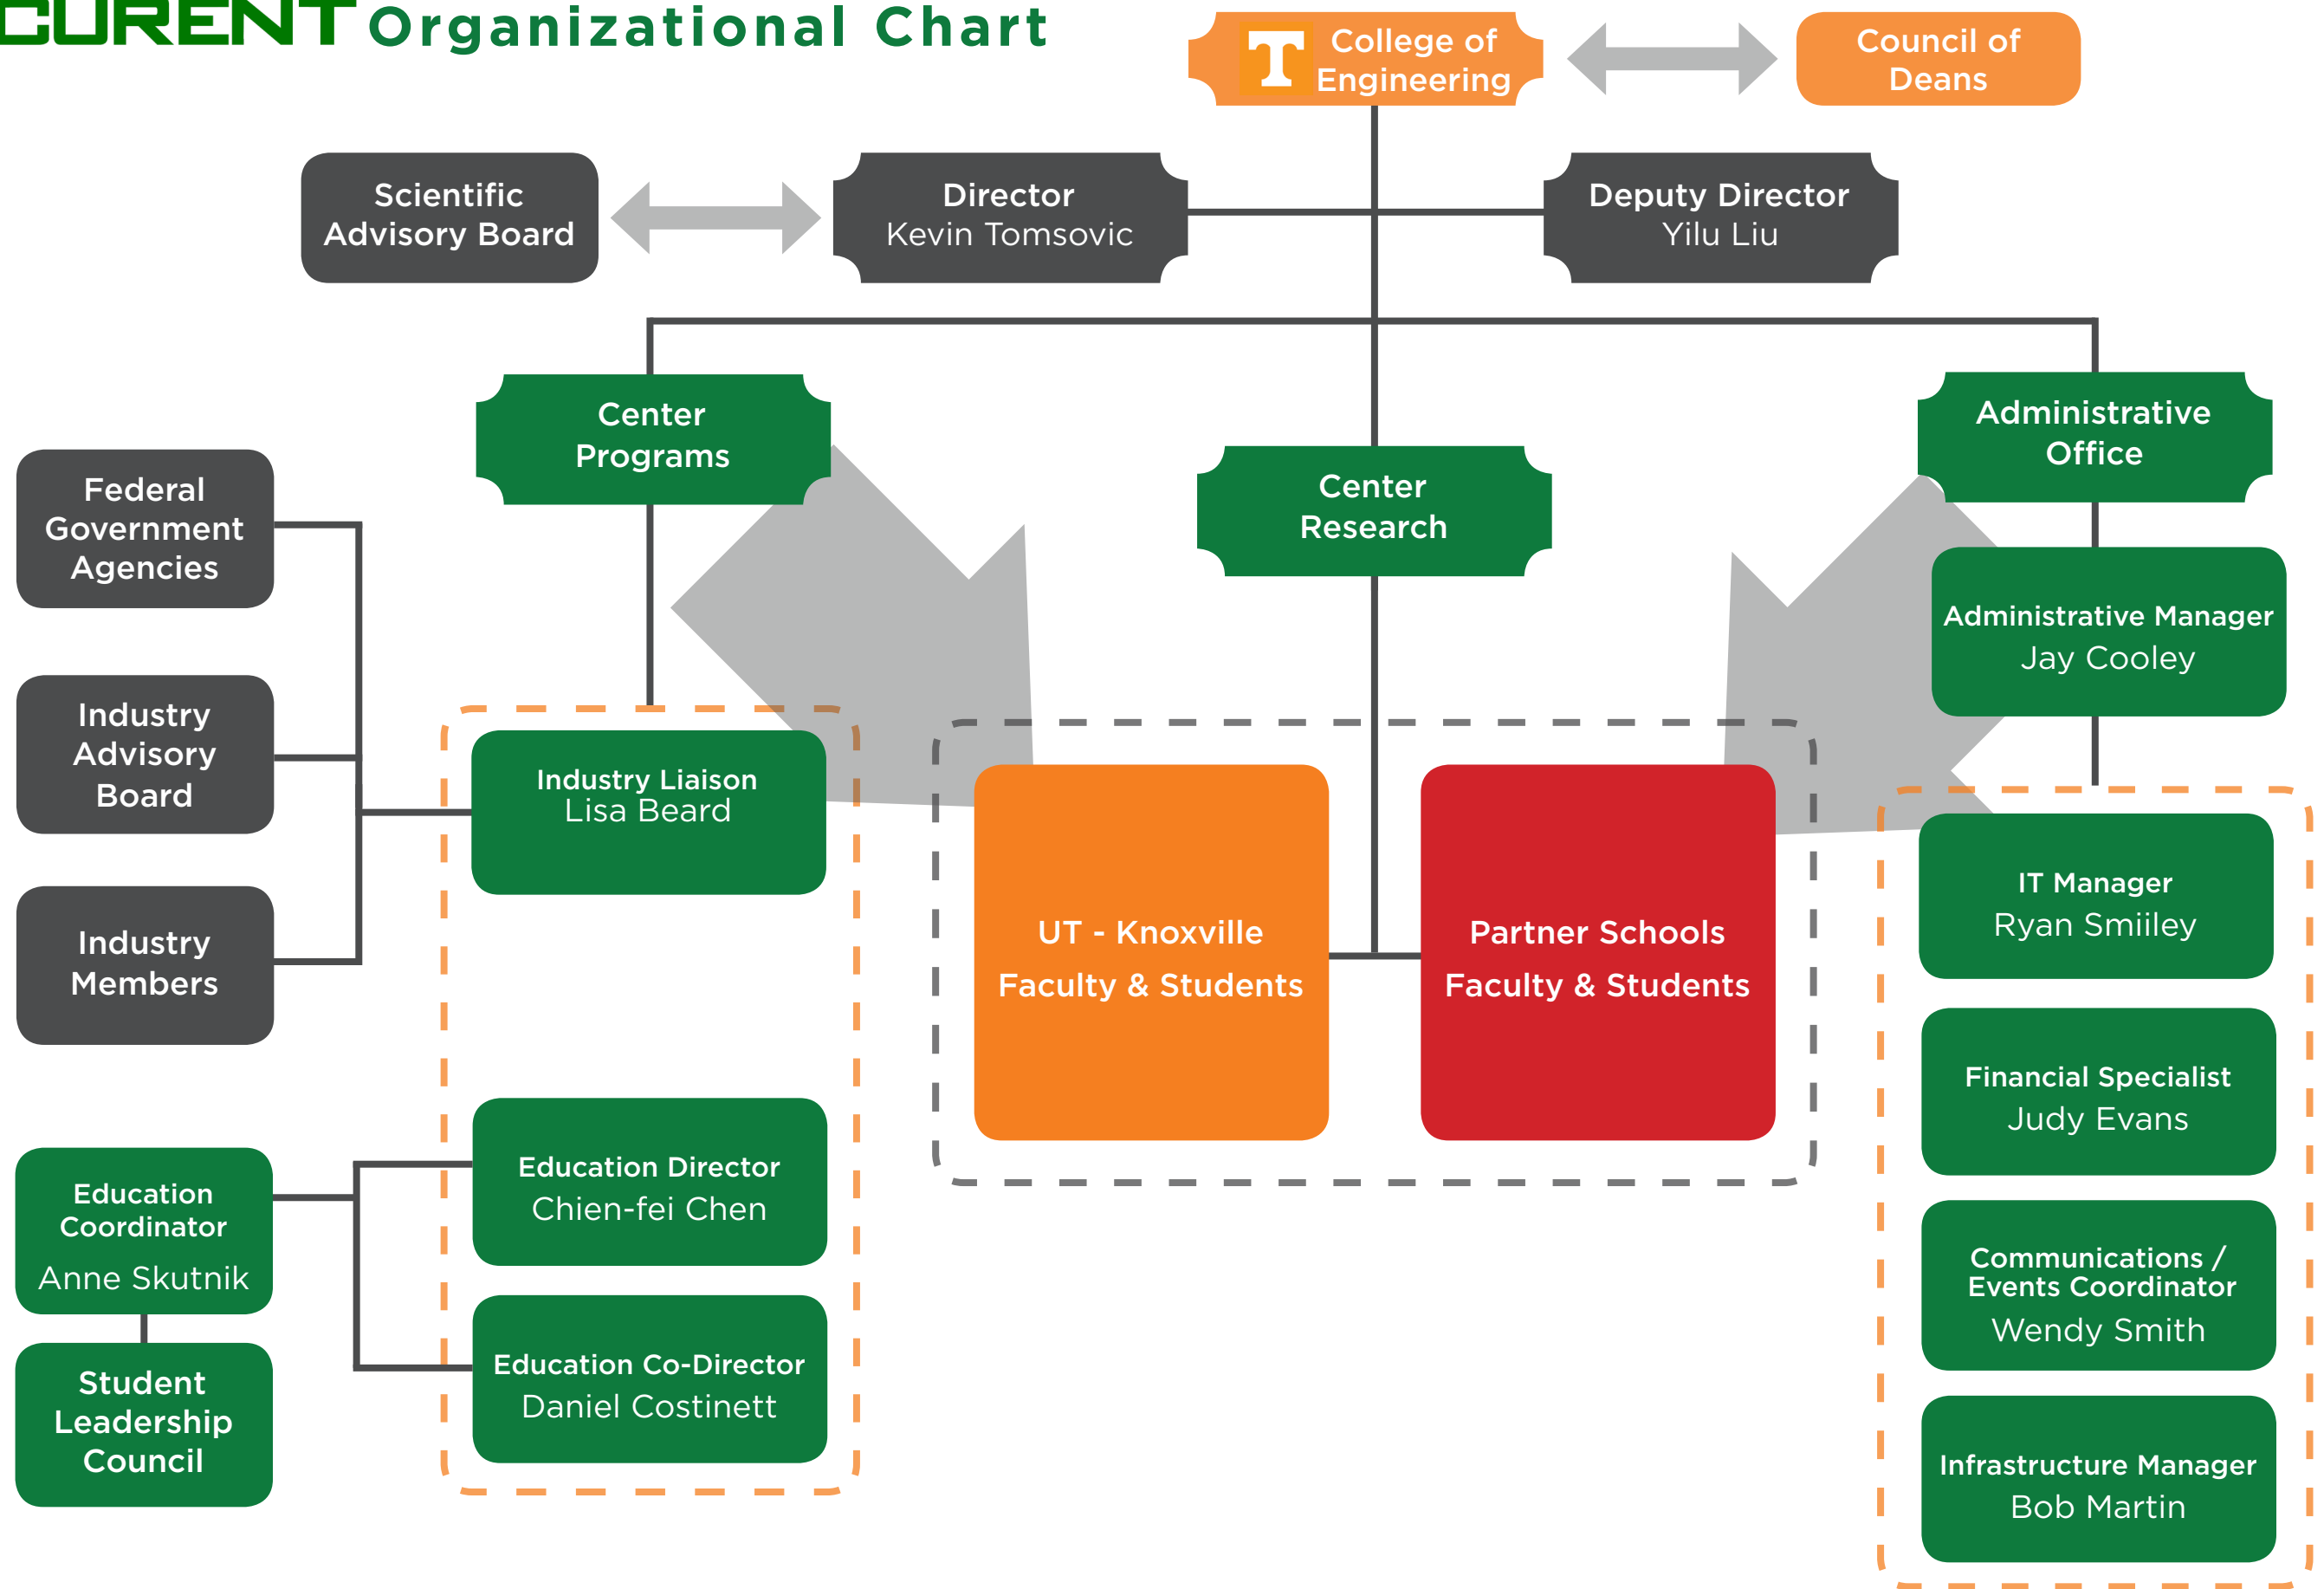 CURENT Organizational Chart
T College of
Engineering
Council of
Deans
Scientific
Advisory Board
Director
Kevin Tomsovic
Deputy Director
Yilu Liu
Center
Programs
Center
Research
Administrative
Office
Federal
Government
Agencies
Industry
Advisory
Board
Industry
Members
Industry Liaison
Lisa Beard
Administrative Manager
Jay Cooley
UT - Knoxville
Faculty & Students
Partner Schools
Faculty & Students
IT Manager
Ryan Smiiley
Financial Specialist
Judy Evans
Communications /
Events Coordinator
Wendy Smith
Infrastructure Manager
Bob Martin
Education Director
Chien-fei Chen
Education Co-Director
Daniel Costinett
Education
Coordinator
Anne Skutnik
Student
Leadership
Council